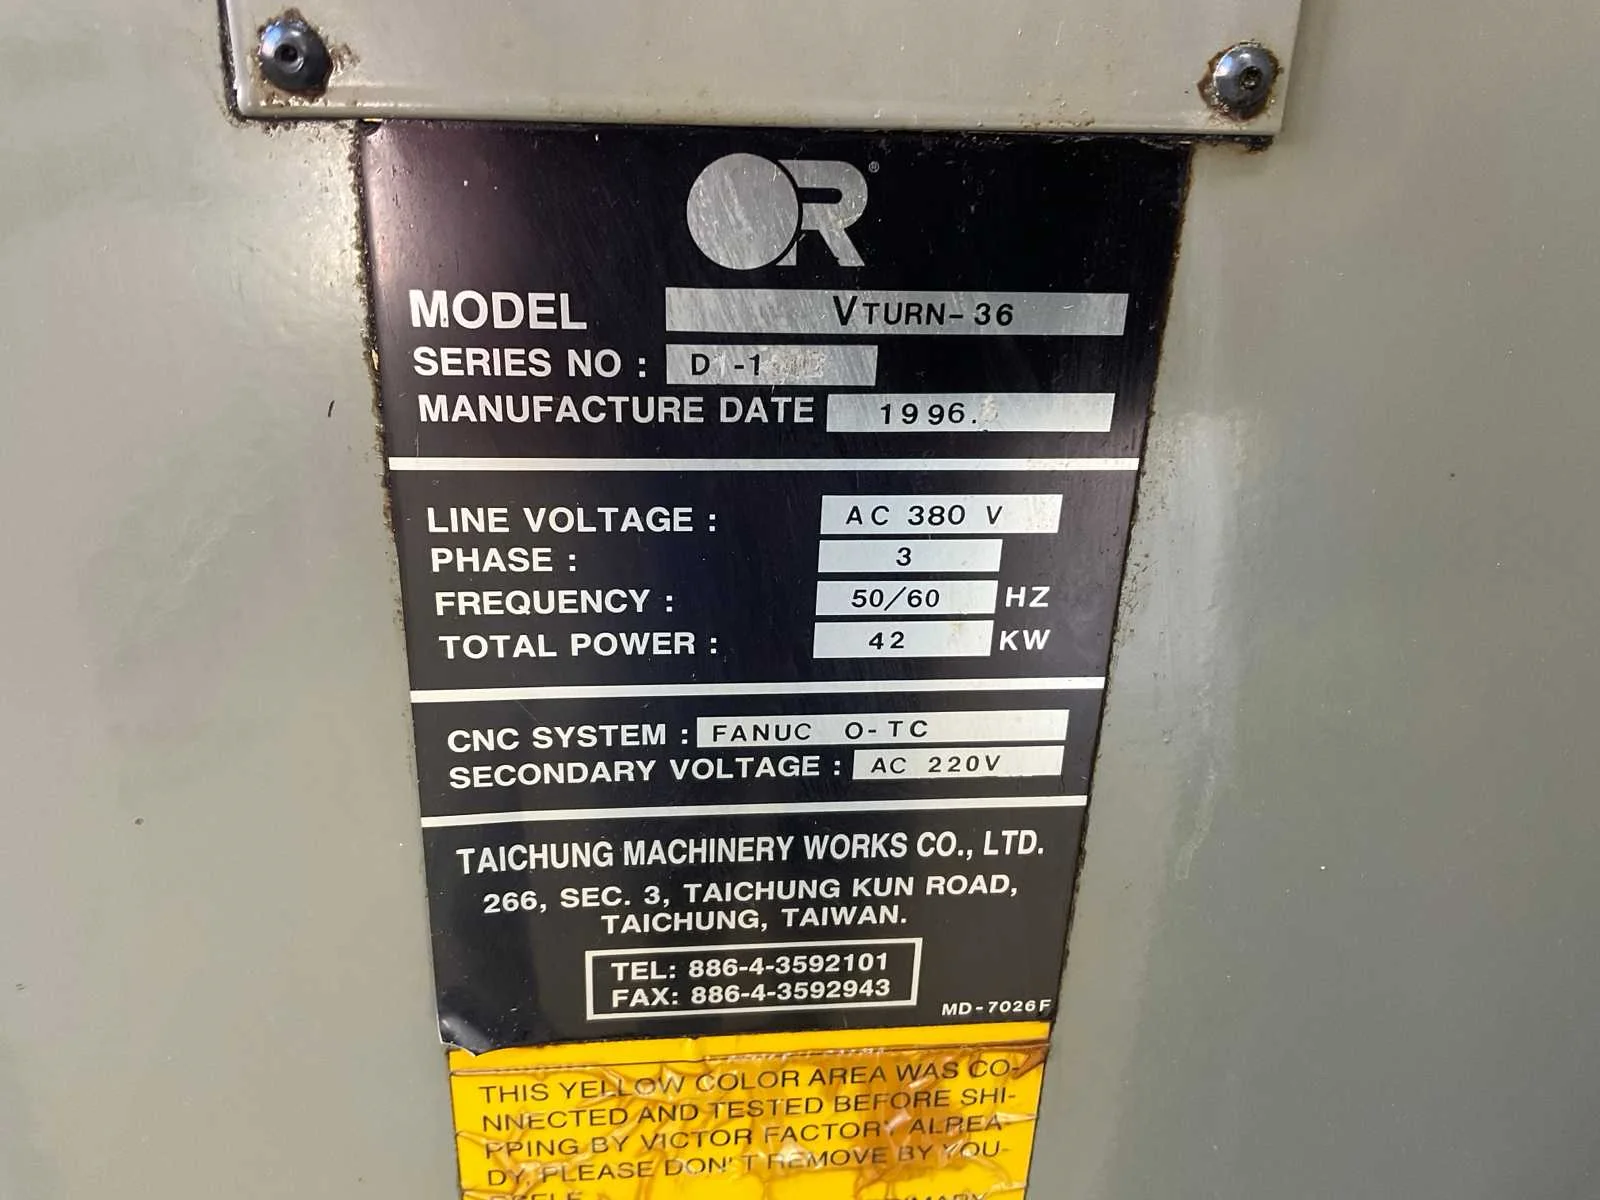 R®
MODEL VTURN-36
SERIES NO : D -1
MANUFACTURE DATE 1996.
LINE VOLTAGE : AC 380 V
PHASE : 3
FREQUENCY : 50/60 HZ
TOTAL POWER : 42 KW
CNC SYSTEM : FANUC O-TC
SECONDARY VOLTAGE : AC 220V
TAICHUNG MACHINERY WORKS CO., LTD.
266, SEC. 3, TAICHUNG KUN ROAD,
TAICHUNG, TAIWAN.
TEL: 886-4-3592101
FAX: 886-4-3592943
MD-7026F
THIS YELLOW COLOR AREA WAS CO-
NNECTED AND TESTED BEFORE SHI-
PPING BY VICTOR FACTORY ALREA-
DY, PLEASE DON'T REMOVE BY YOU-